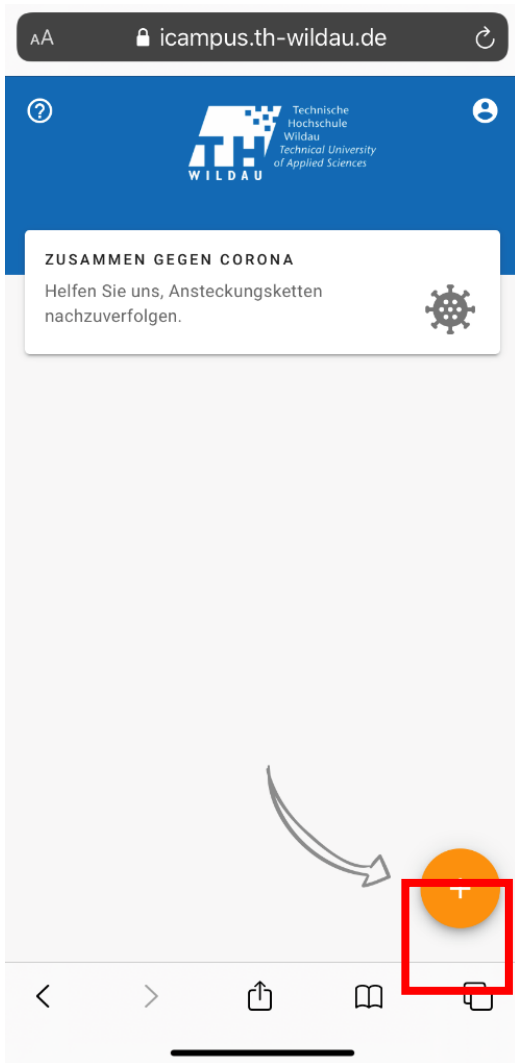 AA icampus.th-wildau.de
Technische
Hochschule
Wildau
Technical University
of Applied Sciences
TH
WILDAU
ZUSAMMEN GEGEN CORONA
Helfen Sie uns, Ansteckungsketten
nachzuverfolgen.